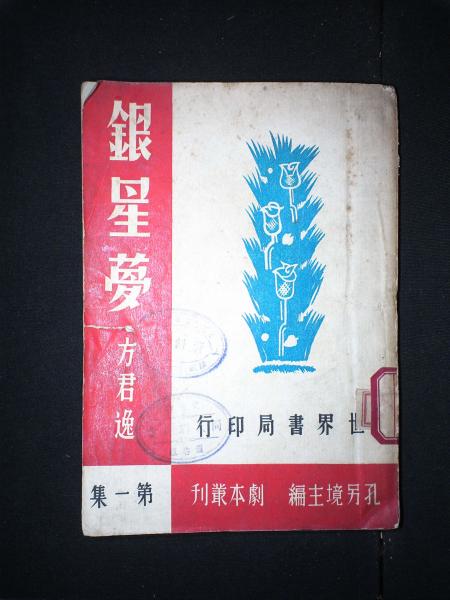 銀星夢
方君逸
世界書局印行
孔另境主編 劇本叢刊 第一集